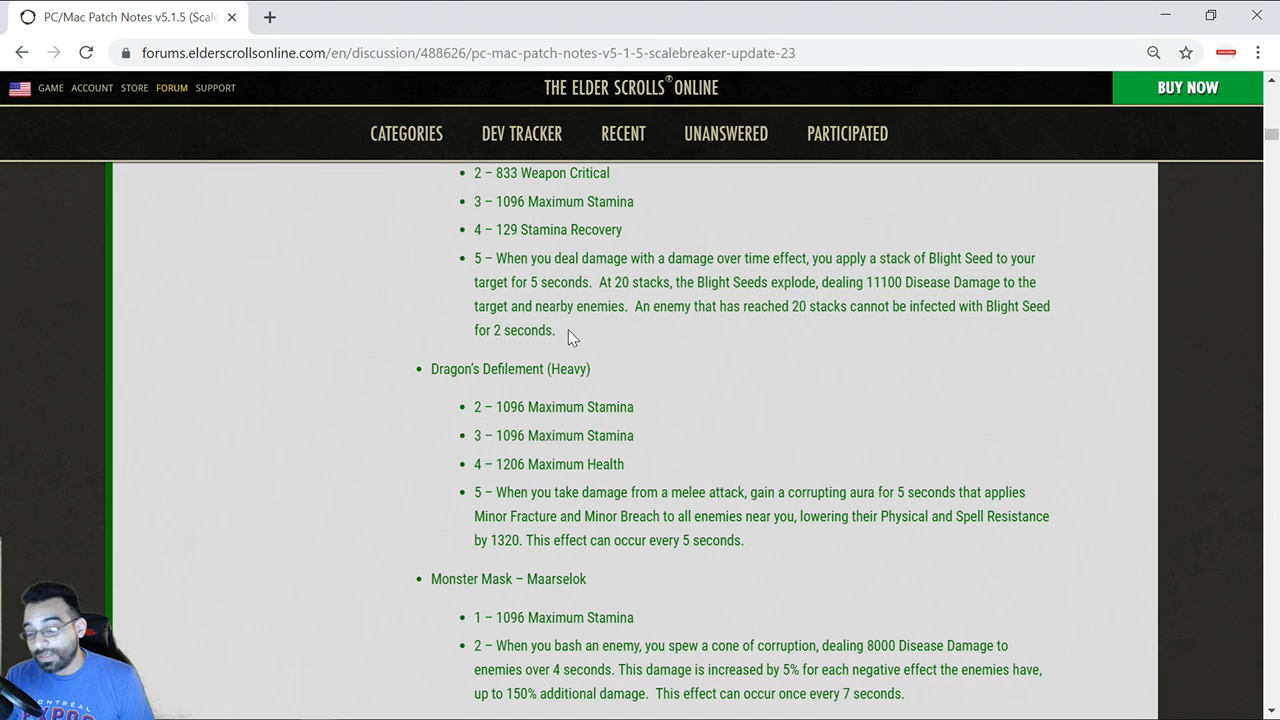 PC/Mac Patch Notes v5.1.5 (Scale
forums.elderscrollsonline.com/en/discussion/488626/pc-mac-patch-notes-v5-1-5-scalebreaker-update-23
GAME ACCOUNT STORE FORUM SUPPORT
THE ELDER SCROLLS® ONLINE
BUY NOW
CATEGORIES DEV TRACKER RECENT UNANSWERED PARTICIPATED
2 – 833 Weapon Critical
3 – 1096 Maximum Stamina
4 – 129 Stamina Recovery
5 – When you deal damage with a damage over time effect, you apply a stack of Blight Seed to your
target for 5 seconds. At 20 stacks, the Blight Seeds explode, dealing 11100 Disease Damage to the
target and nearby enemies. An enemy that has reached 20 stacks cannot be infected with Blight Seed
for 2 seconds.
Dragon's Defilement (Heavy)
2 – 1096 Maximum Stamina
3 – 1096 Maximum Stamina
4 – 1206 Maximum Health
5 – When you take damage from a melee attack, gain a corrupting aura for 5 seconds that applies
Minor Fracture and Minor Breach to all enemies near you, lowering their Physical and Spell Resistance
by 1320. This effect can occur every 5 seconds.
Monster Mask – Maarselok
1 – 1096 Maximum Stamina
2 – When you bash an enemy, you spew a cone of corruption, dealing 8000 Disease Damage to
enemies over 4 seconds. This damage is increased by 5% for each negative effect the enemies have,
up to 150% additional damage. This effect can occur once every 7 seconds.
MONTRÉAL
EXPOS